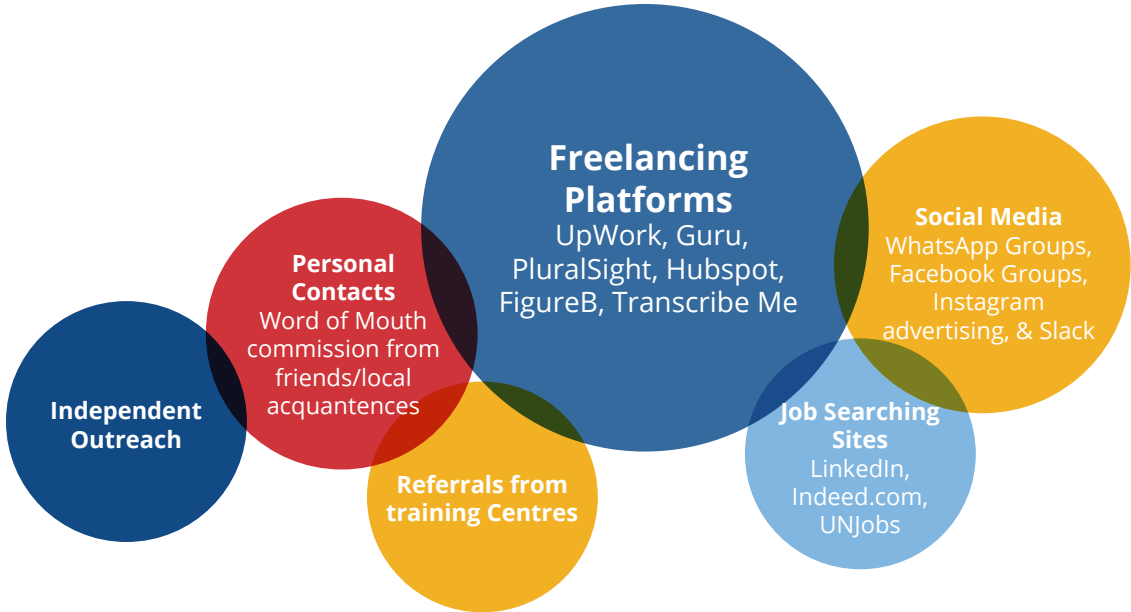 Freelancing
Platforms
UpWork, Guru,
PluralSight, Hubspot,
FigureB, Transcribe Me
Social Media
WhatsApp Groups,
Facebook Groups,
Instagram
advertising, & Slack
Personal
Contacts
Word of Mouth
commission from
friends/local
acquantences
Independent
Outreach
Referrals from
training Centres
Job Searching
Sites
LinkedIn,
Indeed.com,
UNJobs